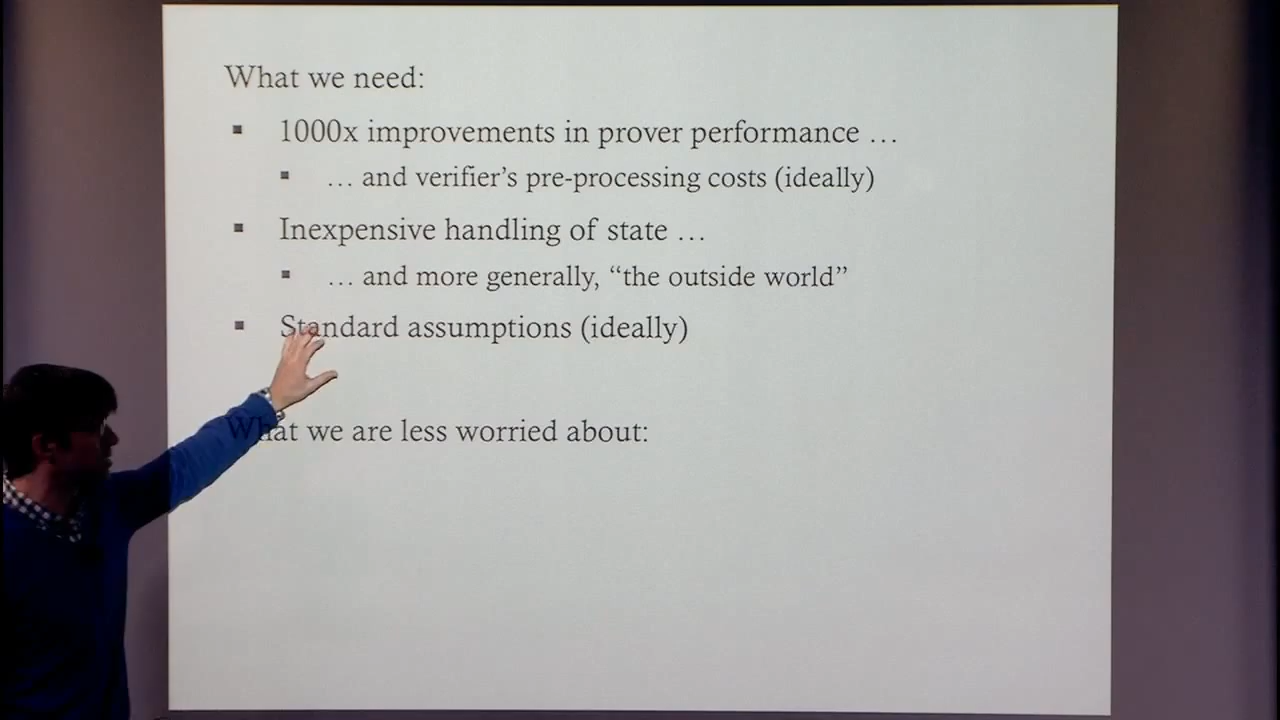 What we need:
▪ 1000x improvements in prover performance …
▪ … and verifier’s pre-processing costs (ideally)
▪ Inexpensive handling of state …
▪ … and more generally, “the outside world”
▪ Standard assumptions (ideally)
What we are less worried about: